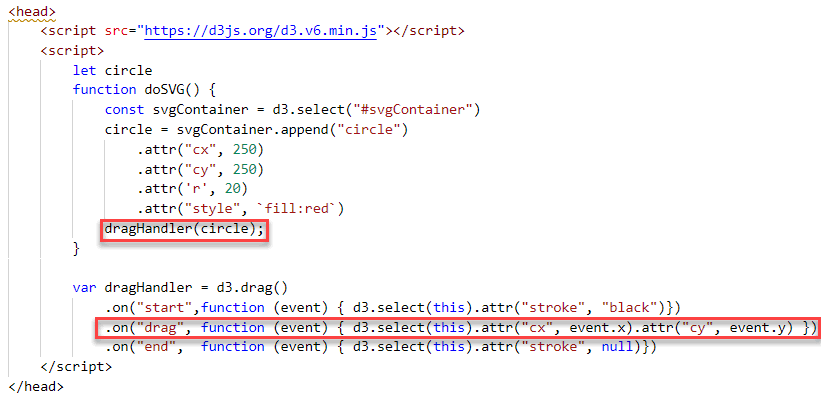 <head>
    <script src="https://d3js.org/d3.v6.min.js"></script>
    <script>
        let circle
        function doSVG() {
            const svgContainer = d3.select("#svgContainer")
            circle = svgContainer.append("circle")
                .attr("cx", 250)
                .attr("cy", 250)
                .attr('r', 20)
                .attr("style", `fill:red`)
            dragHandler(circle);
        }

        var dragHandler = d3.drag()
            .on("start",function (event) { d3.select(this).attr("stroke", "black")})
            .on("drag", function (event) { d3.select(this).attr("cx", event.x).attr("cy", event.y) })
            .on("end",  function (event) { d3.select(this).attr("stroke", null)})
    </script>
</head>